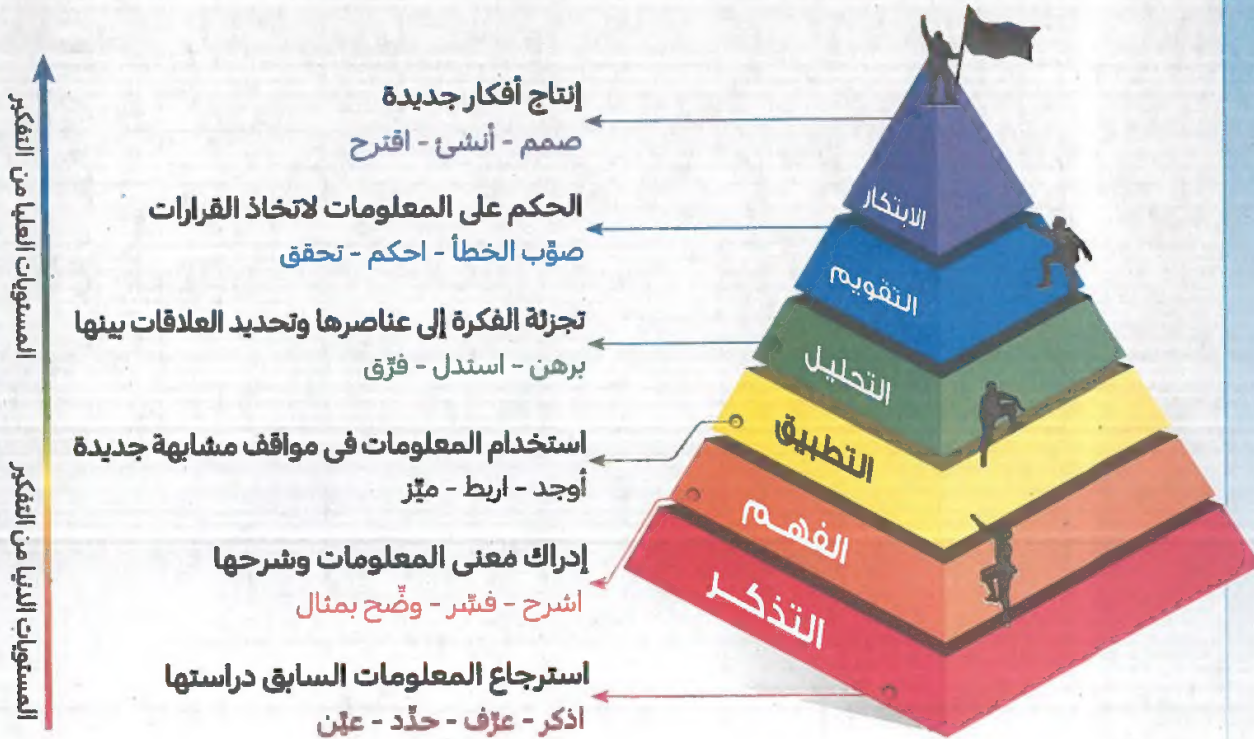 الابتكار
إنتاج أفكار جديدة
صمم - أنشئ - اقترح
التقويم
الحكم على المعلومات لاتخاذ القرارات
صوِّب الخطأ - احكم - تحقق
التحليل
تجزئة الفكرة إلى عناصرها وتحديد العلاقات بينها
برهن - استدل - فرِّق
التطبيق
استخدام المعلومات فى مواقف مشابهة جديدة
أوجد - اربط - ميِّز
الفهم
إدراك معنى المعلومات وشرحها
اشرح - فسِّر - وضِّح بمثال
التذكر
استرجاع المعلومات السابق دراستها
اذكر - عرِّف - حدِّد - عيِّن
المستويات العليا من التفكير
المستويات الدنيا من التفكير